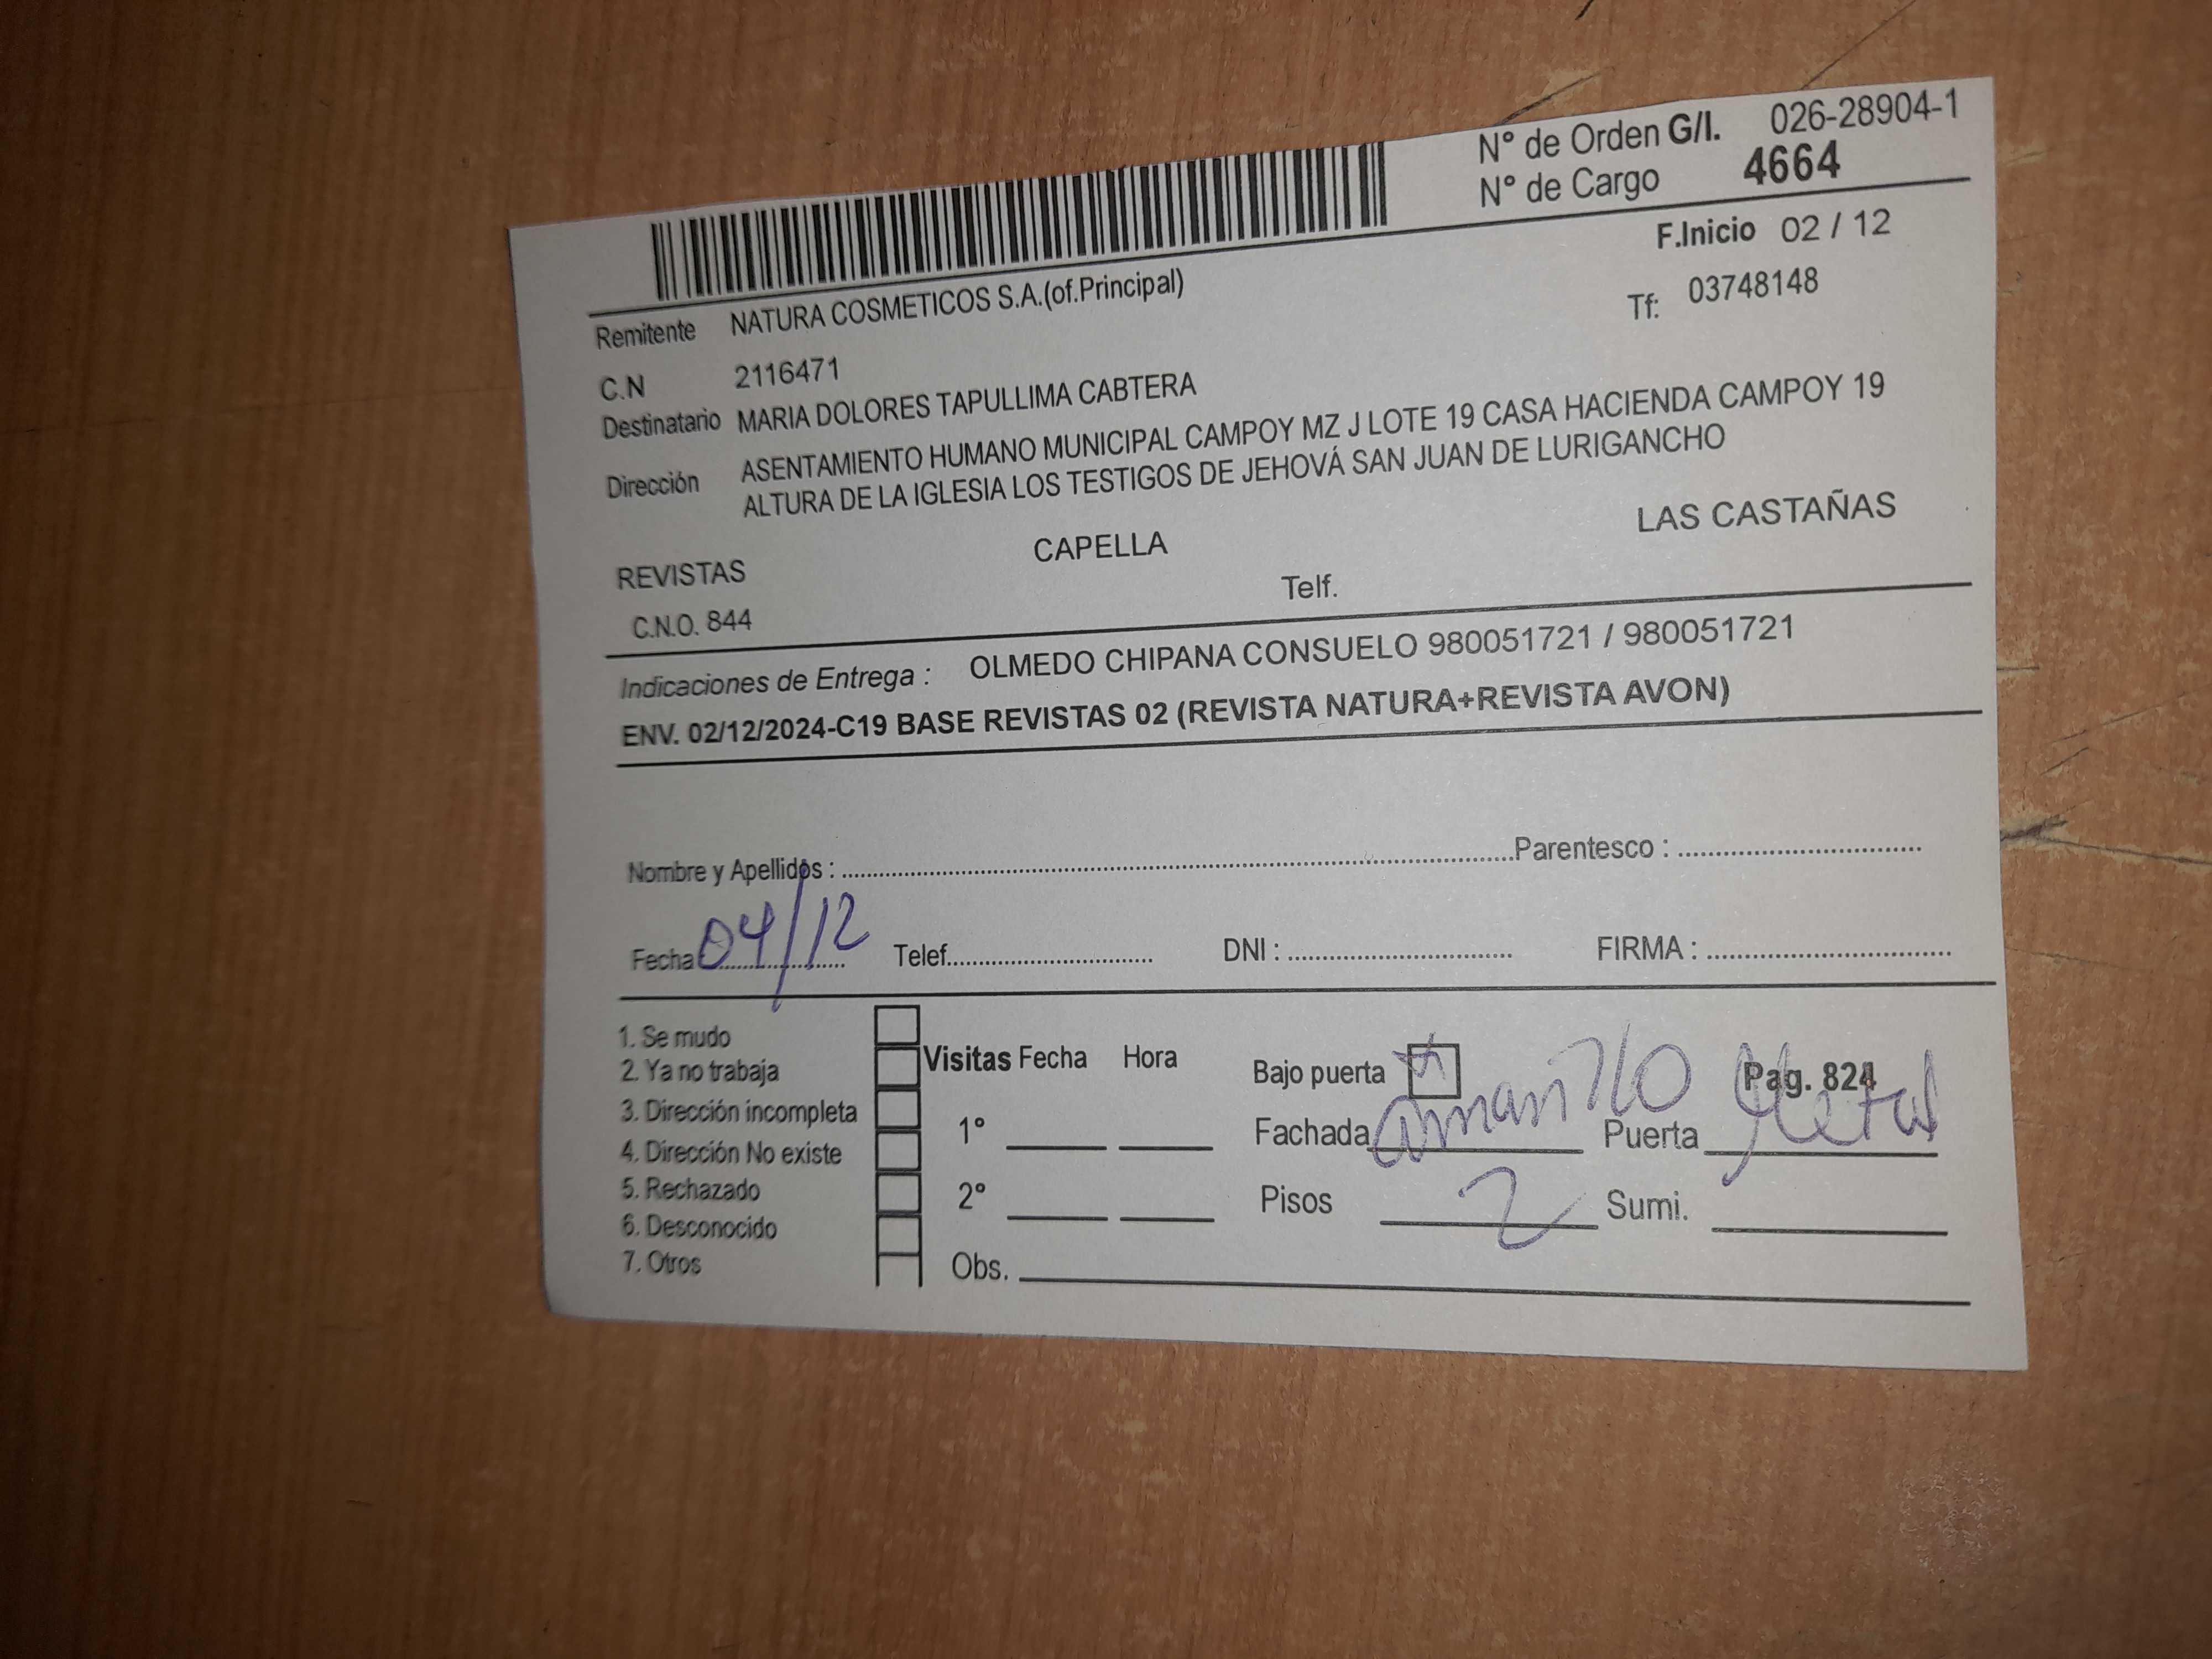 N° de Orden G/I. 026-28904-1
N° de Cargo 4664
F.Inicio 02 / 12
Remitente NATURA COSMETICOS S.A.(of.Principal)
Tf: 03748148
C.N 2116471
Destinatario MARIA DOLORES TAPULLIMA CABTERA
Dirección ASENTAMIENTO HUMANO MUNICIPAL CAMPOY MZ J LOTE 19 CASA HACIENDA CAMPOY 19
ALTURA DE LA IGLESIA LOS TESTIGOS DE JEHOVÁ SAN JUAN DE LURIGANCHO
REVISTAS CAPELLA LAS CASTAÑAS
C.N.O. 844 Telf.
Indicaciones de Entrega : OLMEDO CHIPANA CONSUELO 980051721 / 980051721
ENV. 02/12/2024-C19 BASE REVISTAS 02 (REVISTA NATURA+REVISTA AVON)
Nombre y Apellidos : Parentesco :
Fecha 04/12 Telef. DNI : FIRMA :
1. Se mudo
2. Ya no trabaja
3. Dirección incompleta
4. Dirección No existe
5. Rechazado
6. Desconocido
7. Otros
Visitas Fecha Hora
1°
2°
Obs.
Bajo puerta Pag. 824
Fachada amarillo Puerta Metal
Pisos 2 Sumi.